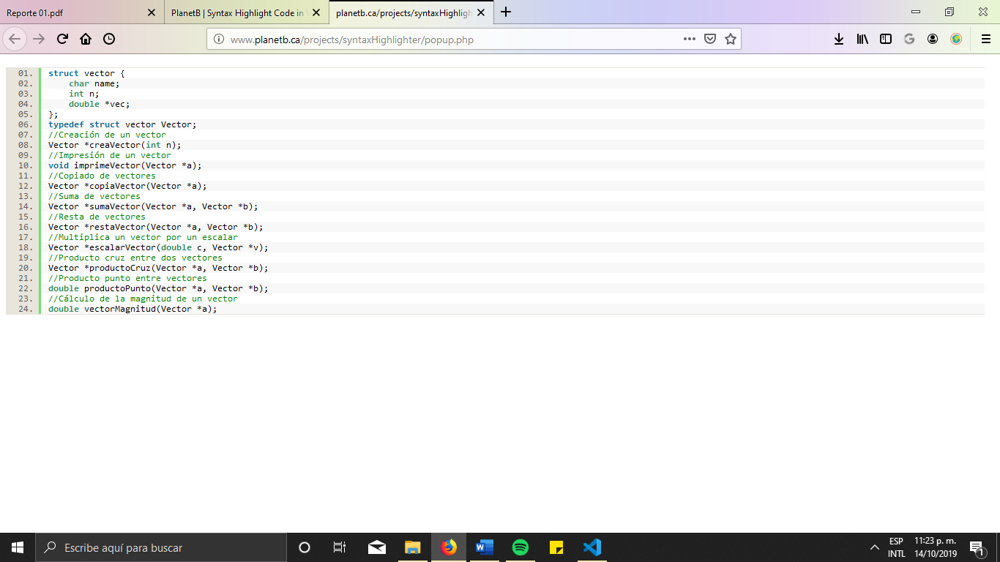 Reporte 01.pdf
PlanetB | Syntax Highlight Code in
planetb.ca/projects/syntaxHighligh
www.planetb.ca/projects/syntaxHighlighter/popup.php
01. struct vector {
02.     char name;
03.     int n;
04.     double *vec;
05. };
06. typedef struct vector Vector;
07. //Creación de un vector
08. Vector *creaVector(int n);
09. //Impresión de un vector
10. void imprimeVector(Vector *a);
11. //Copiado de vectores
12. Vector *copiaVector(Vector *a);
13. //Suma de vectores
14. Vector *sumaVector(Vector *a, Vector *b);
15. //Resta de vectores
16. Vector *restaVector(Vector *a, Vector *b);
17. //Multiplica un vector por un escalar
18. Vector *escalarVector(double c, Vector *v);
19. //Producto cruz entre dos vectores
20. Vector *productoCruz(Vector *a, Vector *b);
21. //Producto punto entre vectores
22. double productoPunto(Vector *a, Vector *b);
23. //Cálculo de la magnitud de un vector
24. double vectorMagnitud(Vector *a);
Escribe aquí para buscar
ESP
INTL
11:23 p. m.
14/10/2019
1